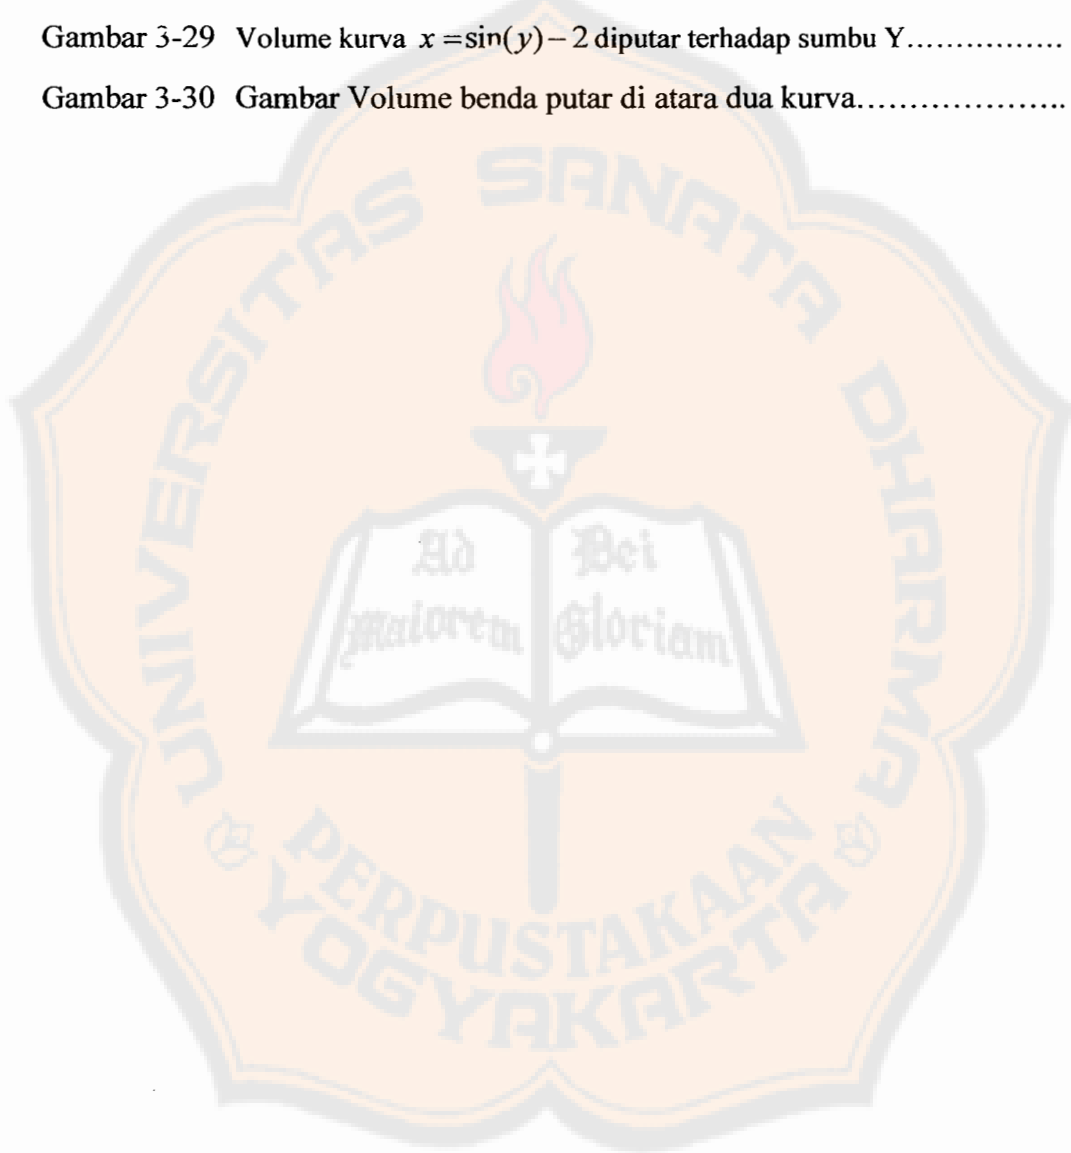 Gambar 3-29 Volume kurva x =sin(y)−2 diputar terhadap sumbu Y................
Gambar 3-30 Gambar Volume benda putar di atara dua kurva.....................
UNIVERSITAS SANATA DHARMA
Ad Dei
Maiorem Gloriam
PERPUSTAKAAN
YOGYAKARTA